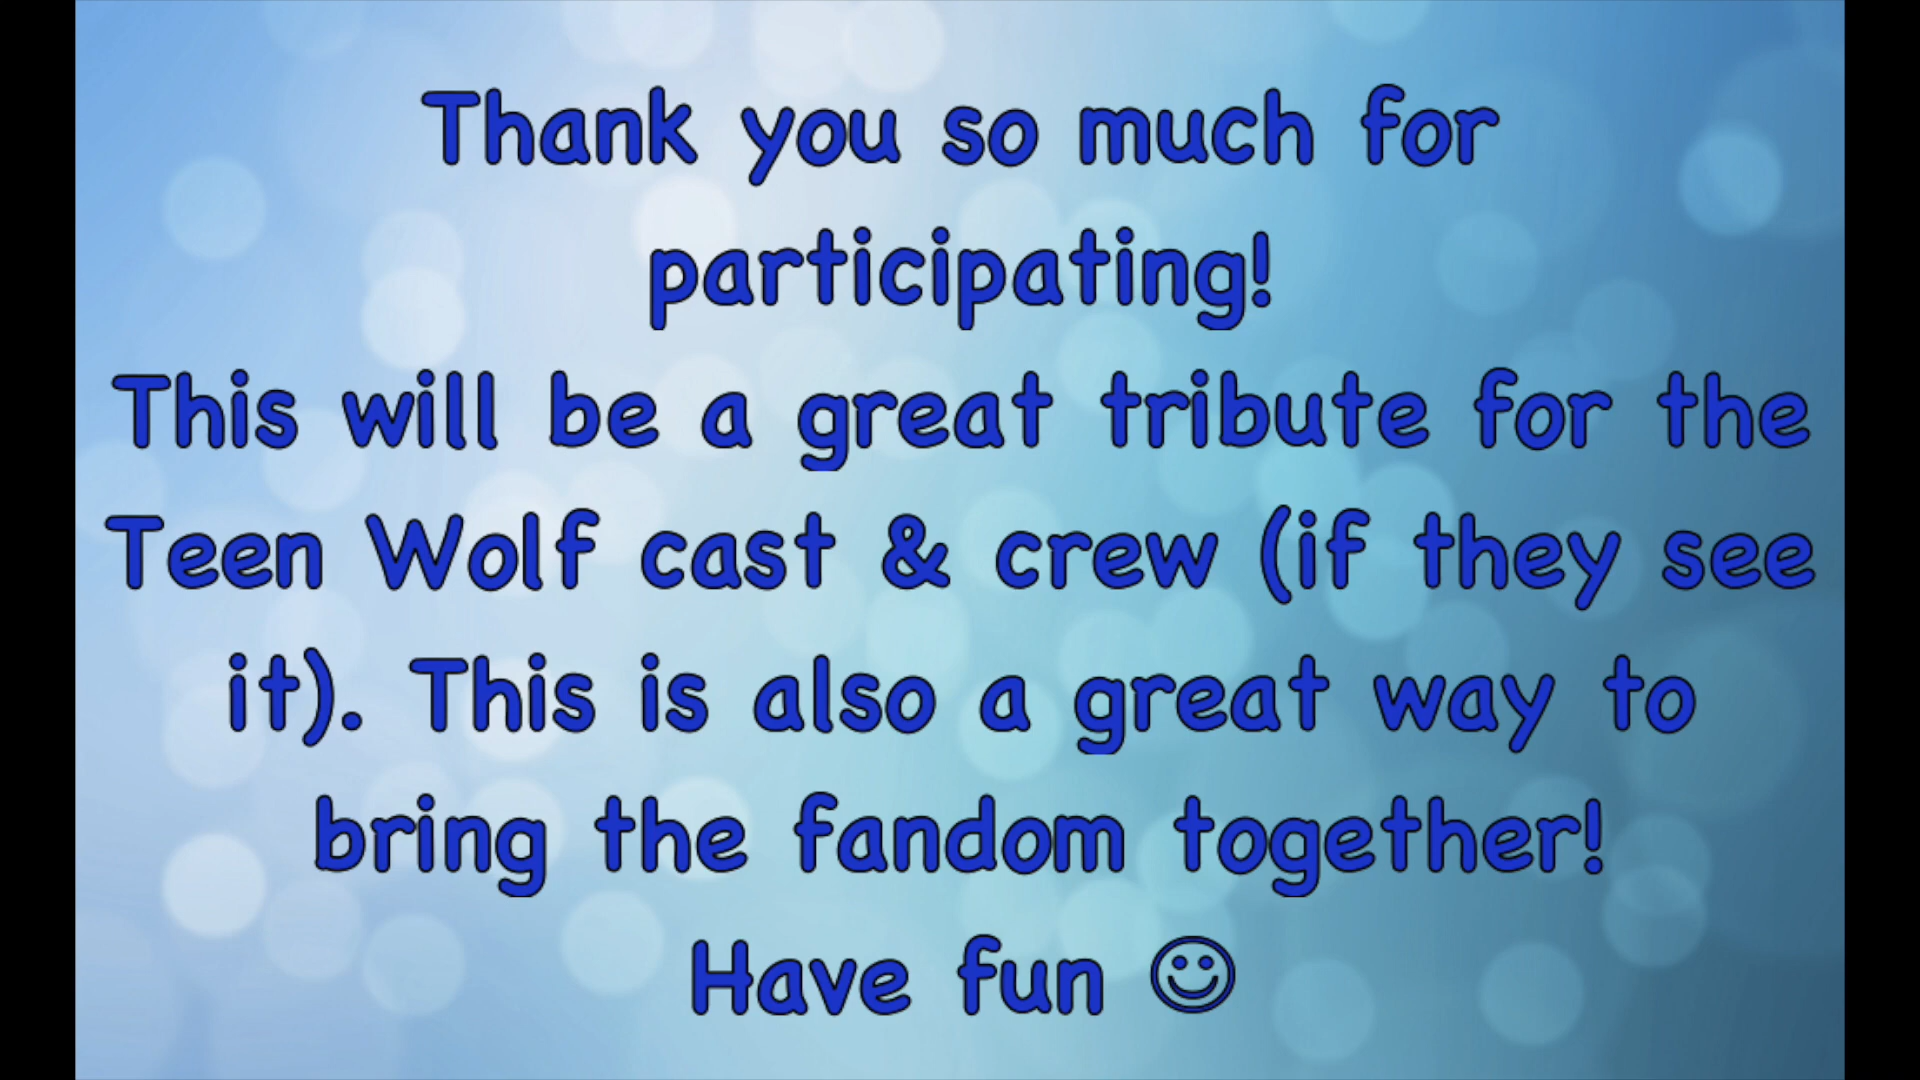 Thank you so much for
participating!
This will be a great tribute for the
Teen Wolf cast & crew (if they see
it). This is also a great way to
bring the fandom together!
Have fun ☺